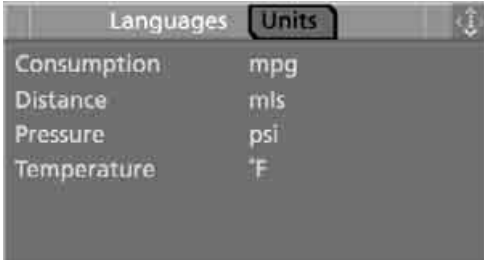 Languages Units
Consumption mpg
Distance mls
Pressure psi
Temperature °F